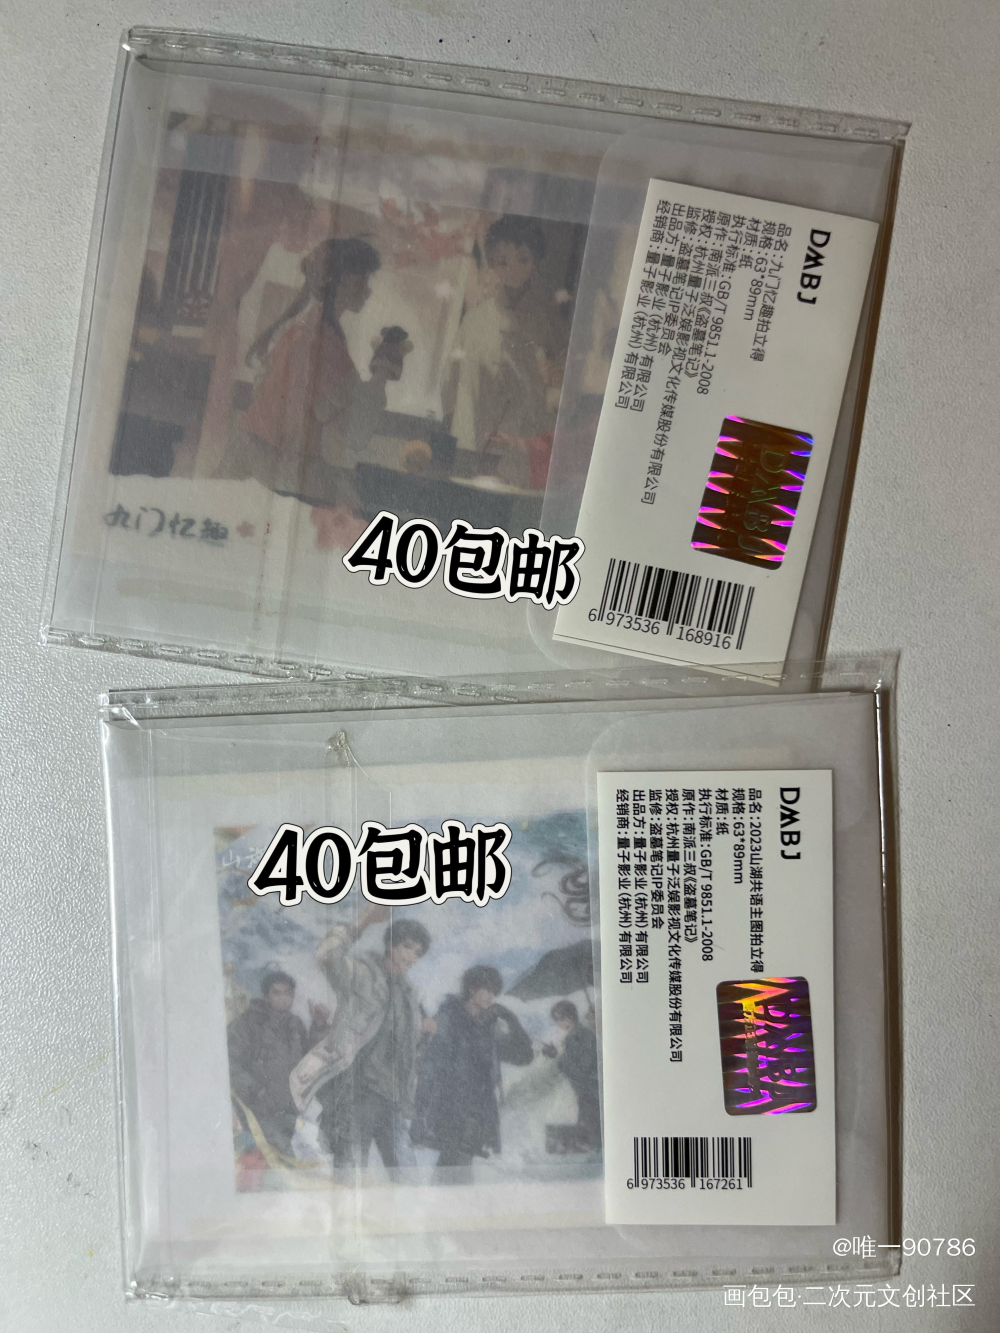 DMBJ
品名:九门忆趣拍立得
规格:63*89mm
材质:纸
执行标准:GB/T 9851.1-2008
原作:南派三叔《盗墓笔记》
授权:杭州量子泛娱影视文化传媒股份有限公司
监修:盗墓笔记IP委员会
出品方:量子影业(杭州)有限公司
经销商:量子影业(杭州)有限公司
DMBJ
6 973536 168916
九门忆趣
40包邮
DMBJ
品名:2023山湖共语主图拍立得
规格:63*89mm
材质:纸
执行标准:GB/T 9851.1-2008
原作:南派三叔《盗墓笔记》
授权:杭州量子泛娱影视文化传媒股份有限公司
监修:盗墓笔记IP委员会
出品方:量子影业(杭州)有限公司
经销商:量子影业(杭州)有限公司
6 973536 167261
40包邮
@唯一90786
画包包·二次元文创社区